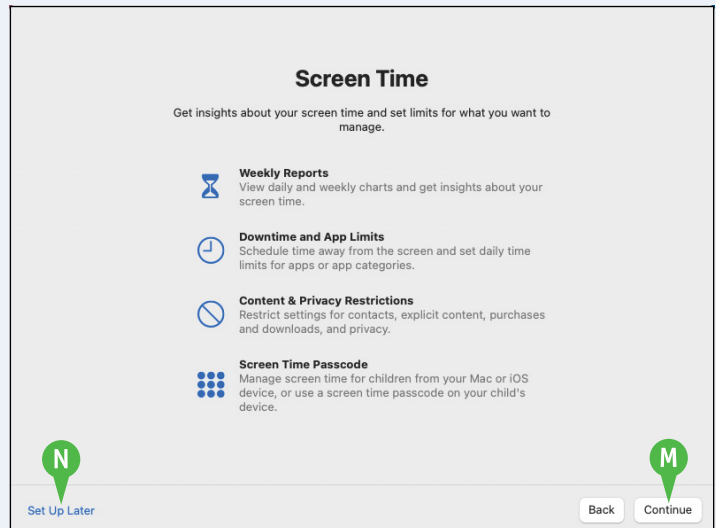 Screen Time
Get insights about your screen time and set limits for what you want to
manage.
Weekly Reports
View daily and weekly charts and get insights about your
screen time.
Downtime and App Limits
Schedule time away from the screen and set daily time
limits for apps or app categories.
Content & Privacy Restrictions
Restrict settings for contacts, explicit content, purchases
and downloads, and privacy.
Screen Time Passcode
Manage screen time for children from your Mac or iOS
device, or use a screen time passcode on your child's
device.
N
M
Set Up Later
Back
Continue